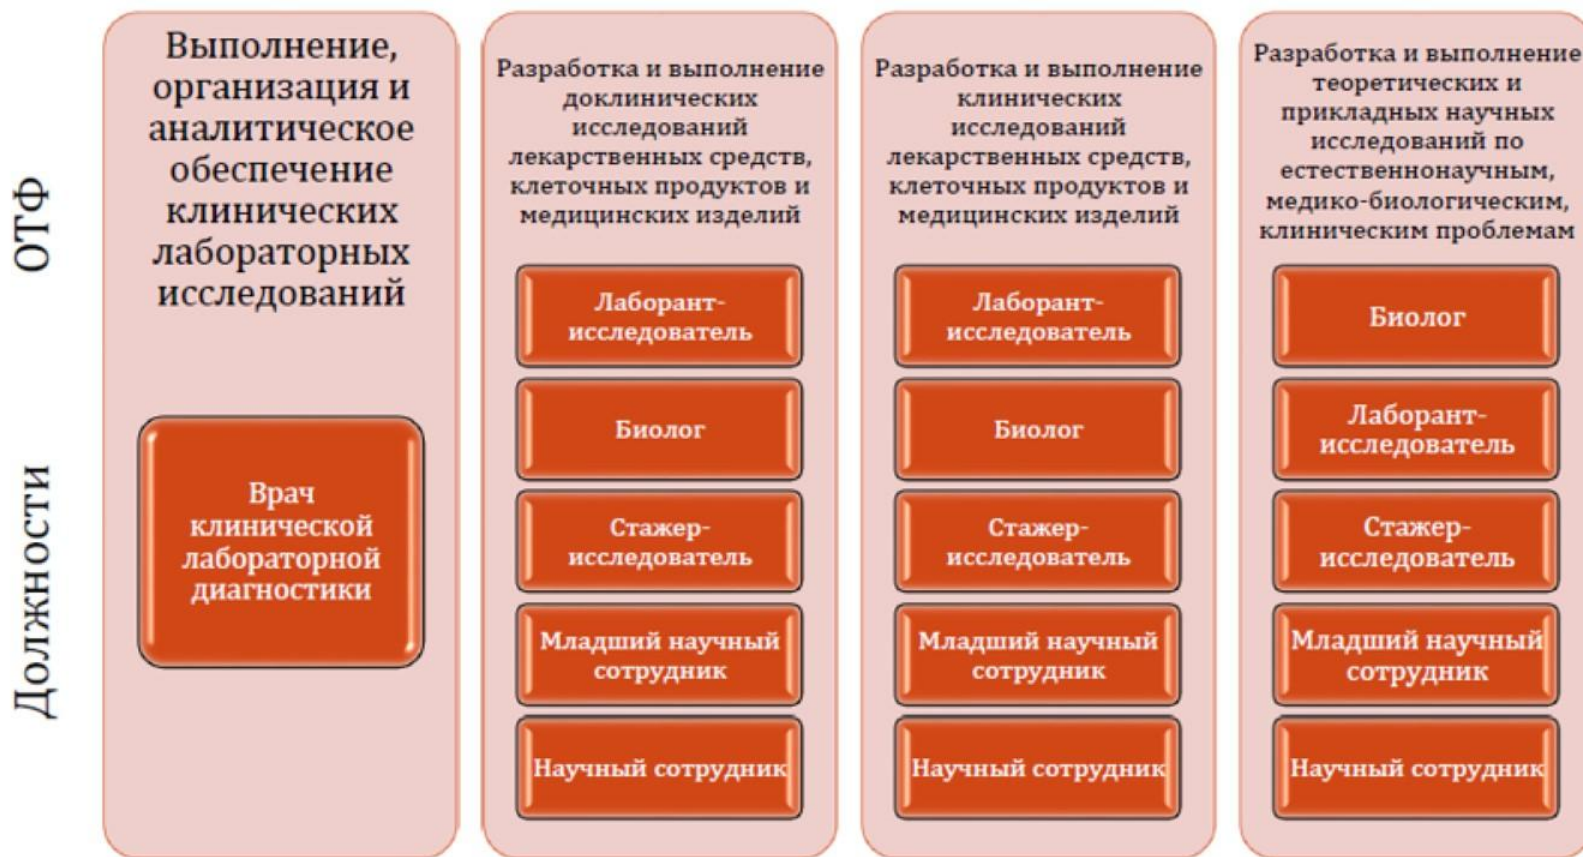 ОТФ
Должности
Выполнение,
организация и
аналитическое
обеспечение
клинических
лабораторных
исследований
Врач
клинической
лабораторной
диагностики
Разработка и выполнение
доклинических
исследований
лекарственных средств,
клеточных продуктов и
медицинских изделий
Лаборант-
исследователь
Биолог
Стажер-
исследователь
Младший научный
сотрудник
Научный сотрудник
Разработка и выполнение
клинических
исследований
лекарственных средств,
клеточных продуктов и
медицинских изделий
Лаборант-
исследователь
Биолог
Стажер-
исследователь
Младший научный
сотрудник
Научный сотрудник
Разработка и выполнение
теоретических и
прикладных научных
исследований по
естественнонаучным,
медико-биологическим,
клиническим проблемам
Биолог
Лаборант-
исследователь
Стажер-
исследователь
Младший научный
сотрудник
Научный сотрудник